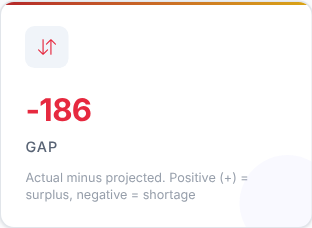 -186
GAP
Actual minus projected. Positive (+) =
surplus, negative = shortage